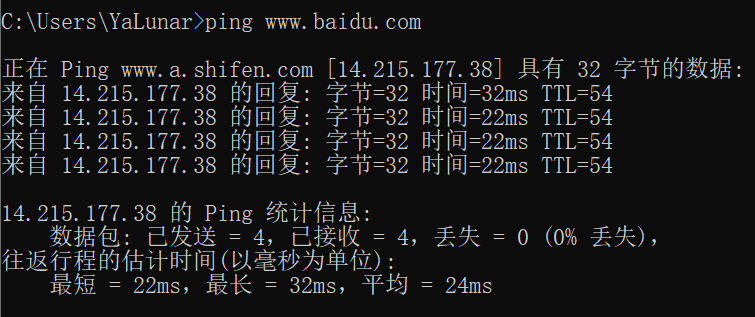 C:\Users\YaLunar>ping www.baidu.com
正在 Ping www.a.shifen.com [14.215.177.38] 具有 32 字节的数据:
来自 14.215.177.38 的回复: 字节=32 时间=32ms TTL=54
来自 14.215.177.38 的回复: 字节=32 时间=22ms TTL=54
来自 14.215.177.38 的回复: 字节=32 时间=22ms TTL=54
来自 14.215.177.38 的回复: 字节=32 时间=22ms TTL=54
14.215.177.38 的 Ping 统计信息:
数据包: 已发送 = 4，已接收 = 4，丢失 = 0 (0% 丢失)，
往返行程的估计时间(以毫秒为单位):
最短 = 22ms，最长 = 32ms，平均 = 24ms